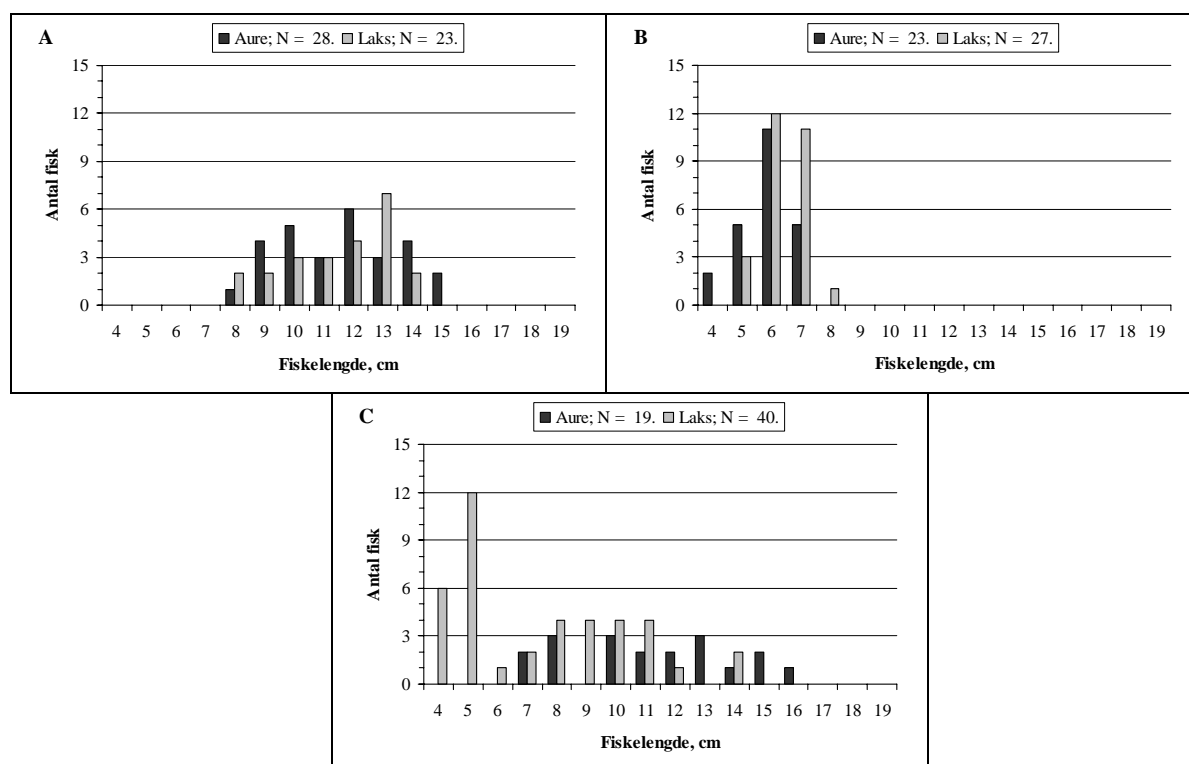 A
Aure; N = 28. Laks; N = 23.
15
12
9
6
3
0
Antal fisk
4 5 6 7 8 9 10 11 12 13 14 15 16 17 18 19
Fiskelengde, cm
B
Aure; N = 23. Laks; N = 27.
15
12
9
6
3
0
Antal fisk
4 5 6 7 8 9 10 11 12 13 14 15 16 17 18 19
Fiskelengde, cm
C
Aure; N = 19. Laks; N = 40.
15
12
9
6
3
0
Antal fisk
4 5 6 7 8 9 10 11 12 13 14 15 16 17 18 19
Fiskelengde, cm